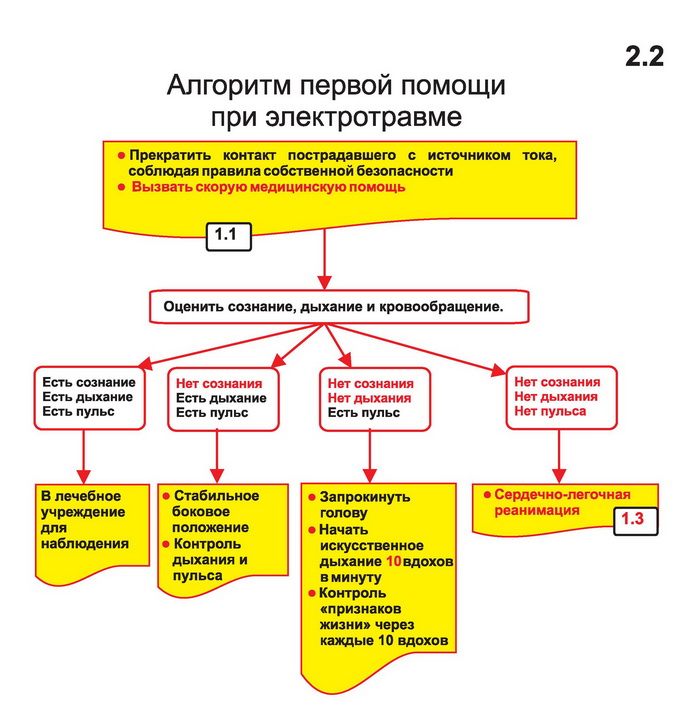 2.2
Алгоритм первой помощи
при электротравме
● Прекратить контакт пострадавшего с источником тока,
соблюдая правила собственной безопасности
● Вызвать скорую медицинскую помощь
1.1
Оценить сознание, дыхание и кровообращение.
Есть сознание
Есть дыхание
Есть пульс
Нет сознания
Есть дыхание
Есть пульс
Нет сознания
Нет дыхания
Есть пульс
Нет сознания
Нет дыхания
Нет пульса
В лечебное
учреждение
для
наблюдения
● Стабильное
боковое
положение
● Контроль
дыхания и
пульса
● Запрокинуть
голову
● Начать
искусственное
дыхание 10 вдохов
в минуту
● Контроль
«признаков
жизни» через
каждые 10 вдохов
● Сердечно-легочная
реанимация
1.3